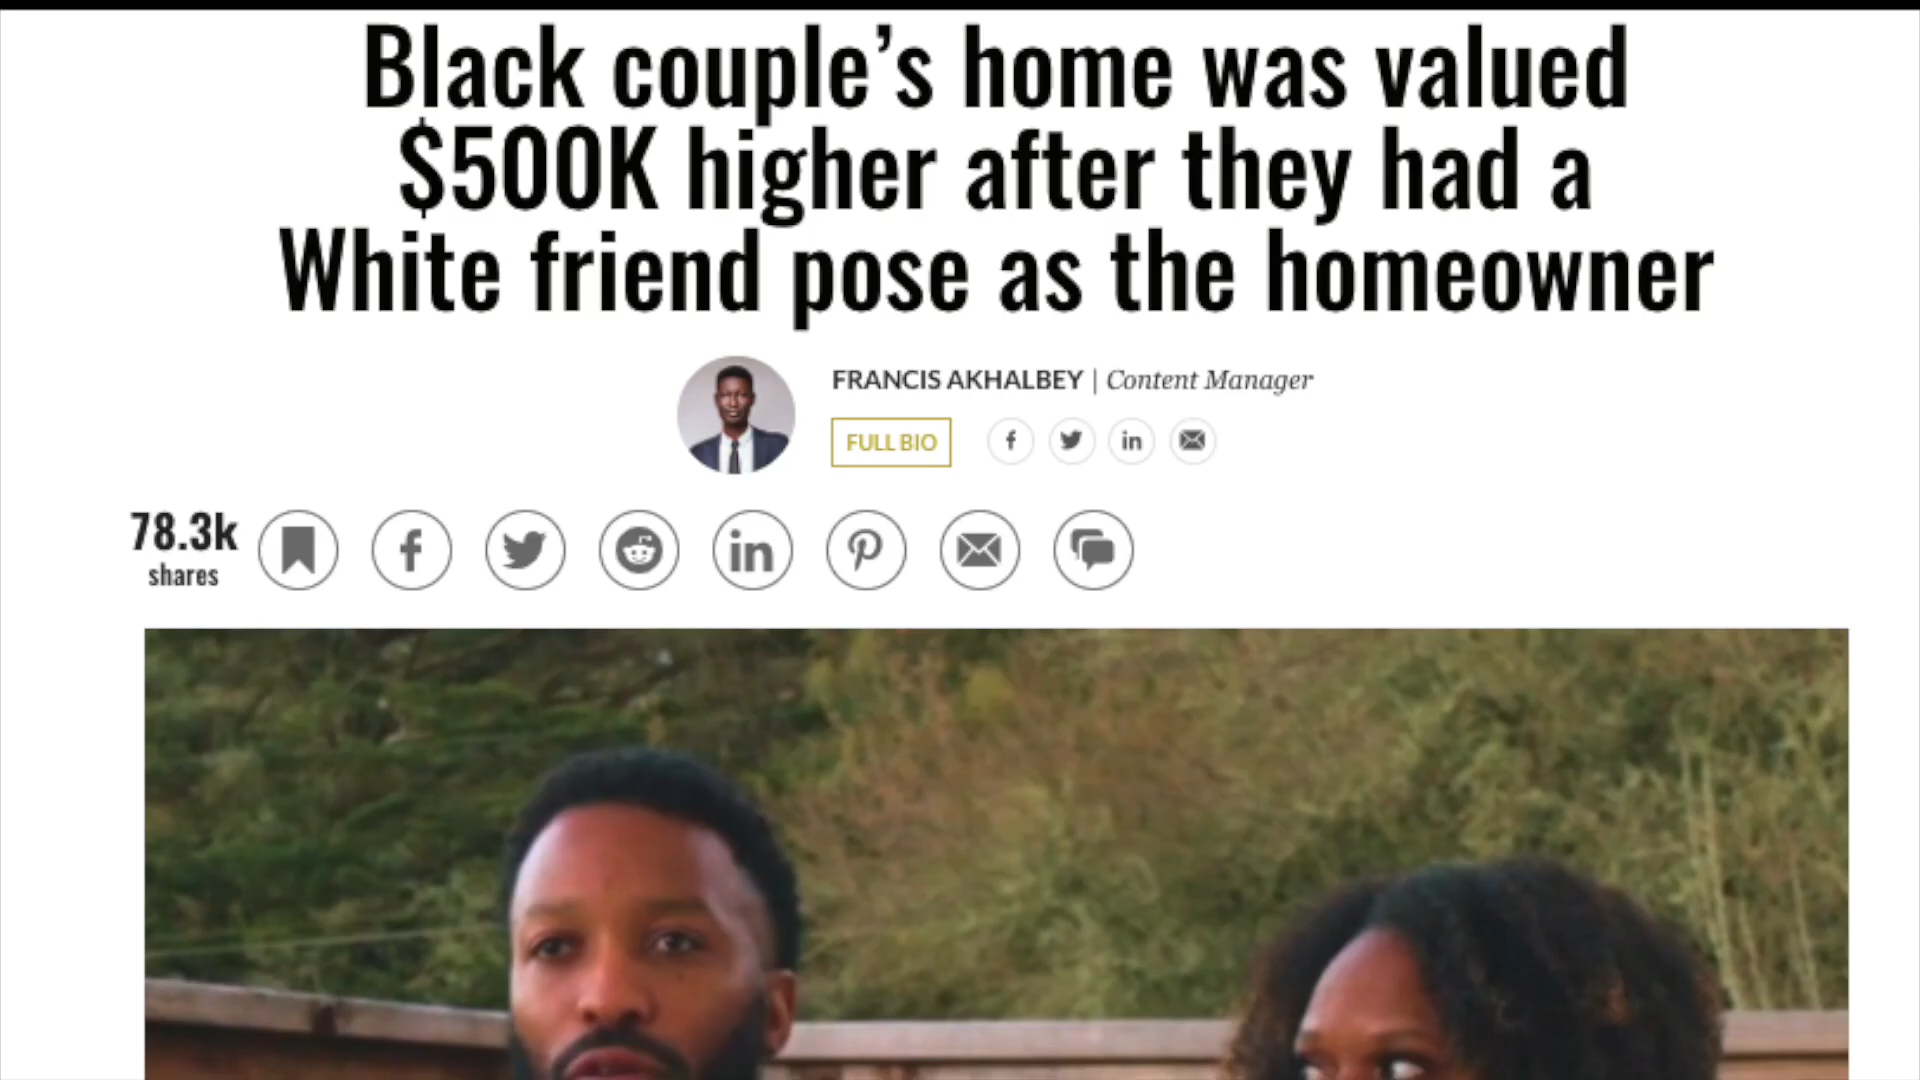 Black couple’s home was valued
$500K higher after they had a
White friend pose as the homeowner
FRANCIS AKHALBEY | Content Manager
FULL BIO
78.3k
shares